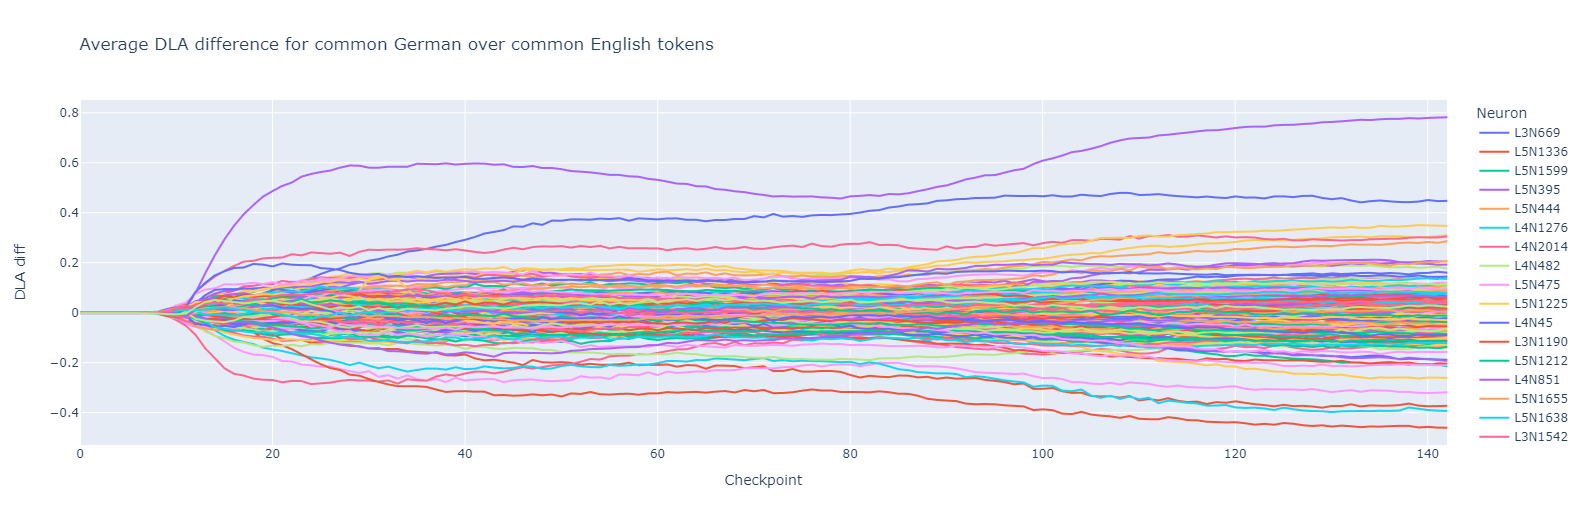 Average DLA difference for common German over common English tokens
DLA diff
0.8
0.6
0.4
0.2
0
−0.2
−0.4
0 20 40 60 80 100 120 140
Checkpoint
Neuron
L3N669
L5N1336
L5N1599
L5N395
L5N444
L4N1276
L4N2014
L4N482
L5N475
L5N1225
L4N45
L3N1190
L5N1212
L4N851
L5N1655
L5N1638
L3N1542